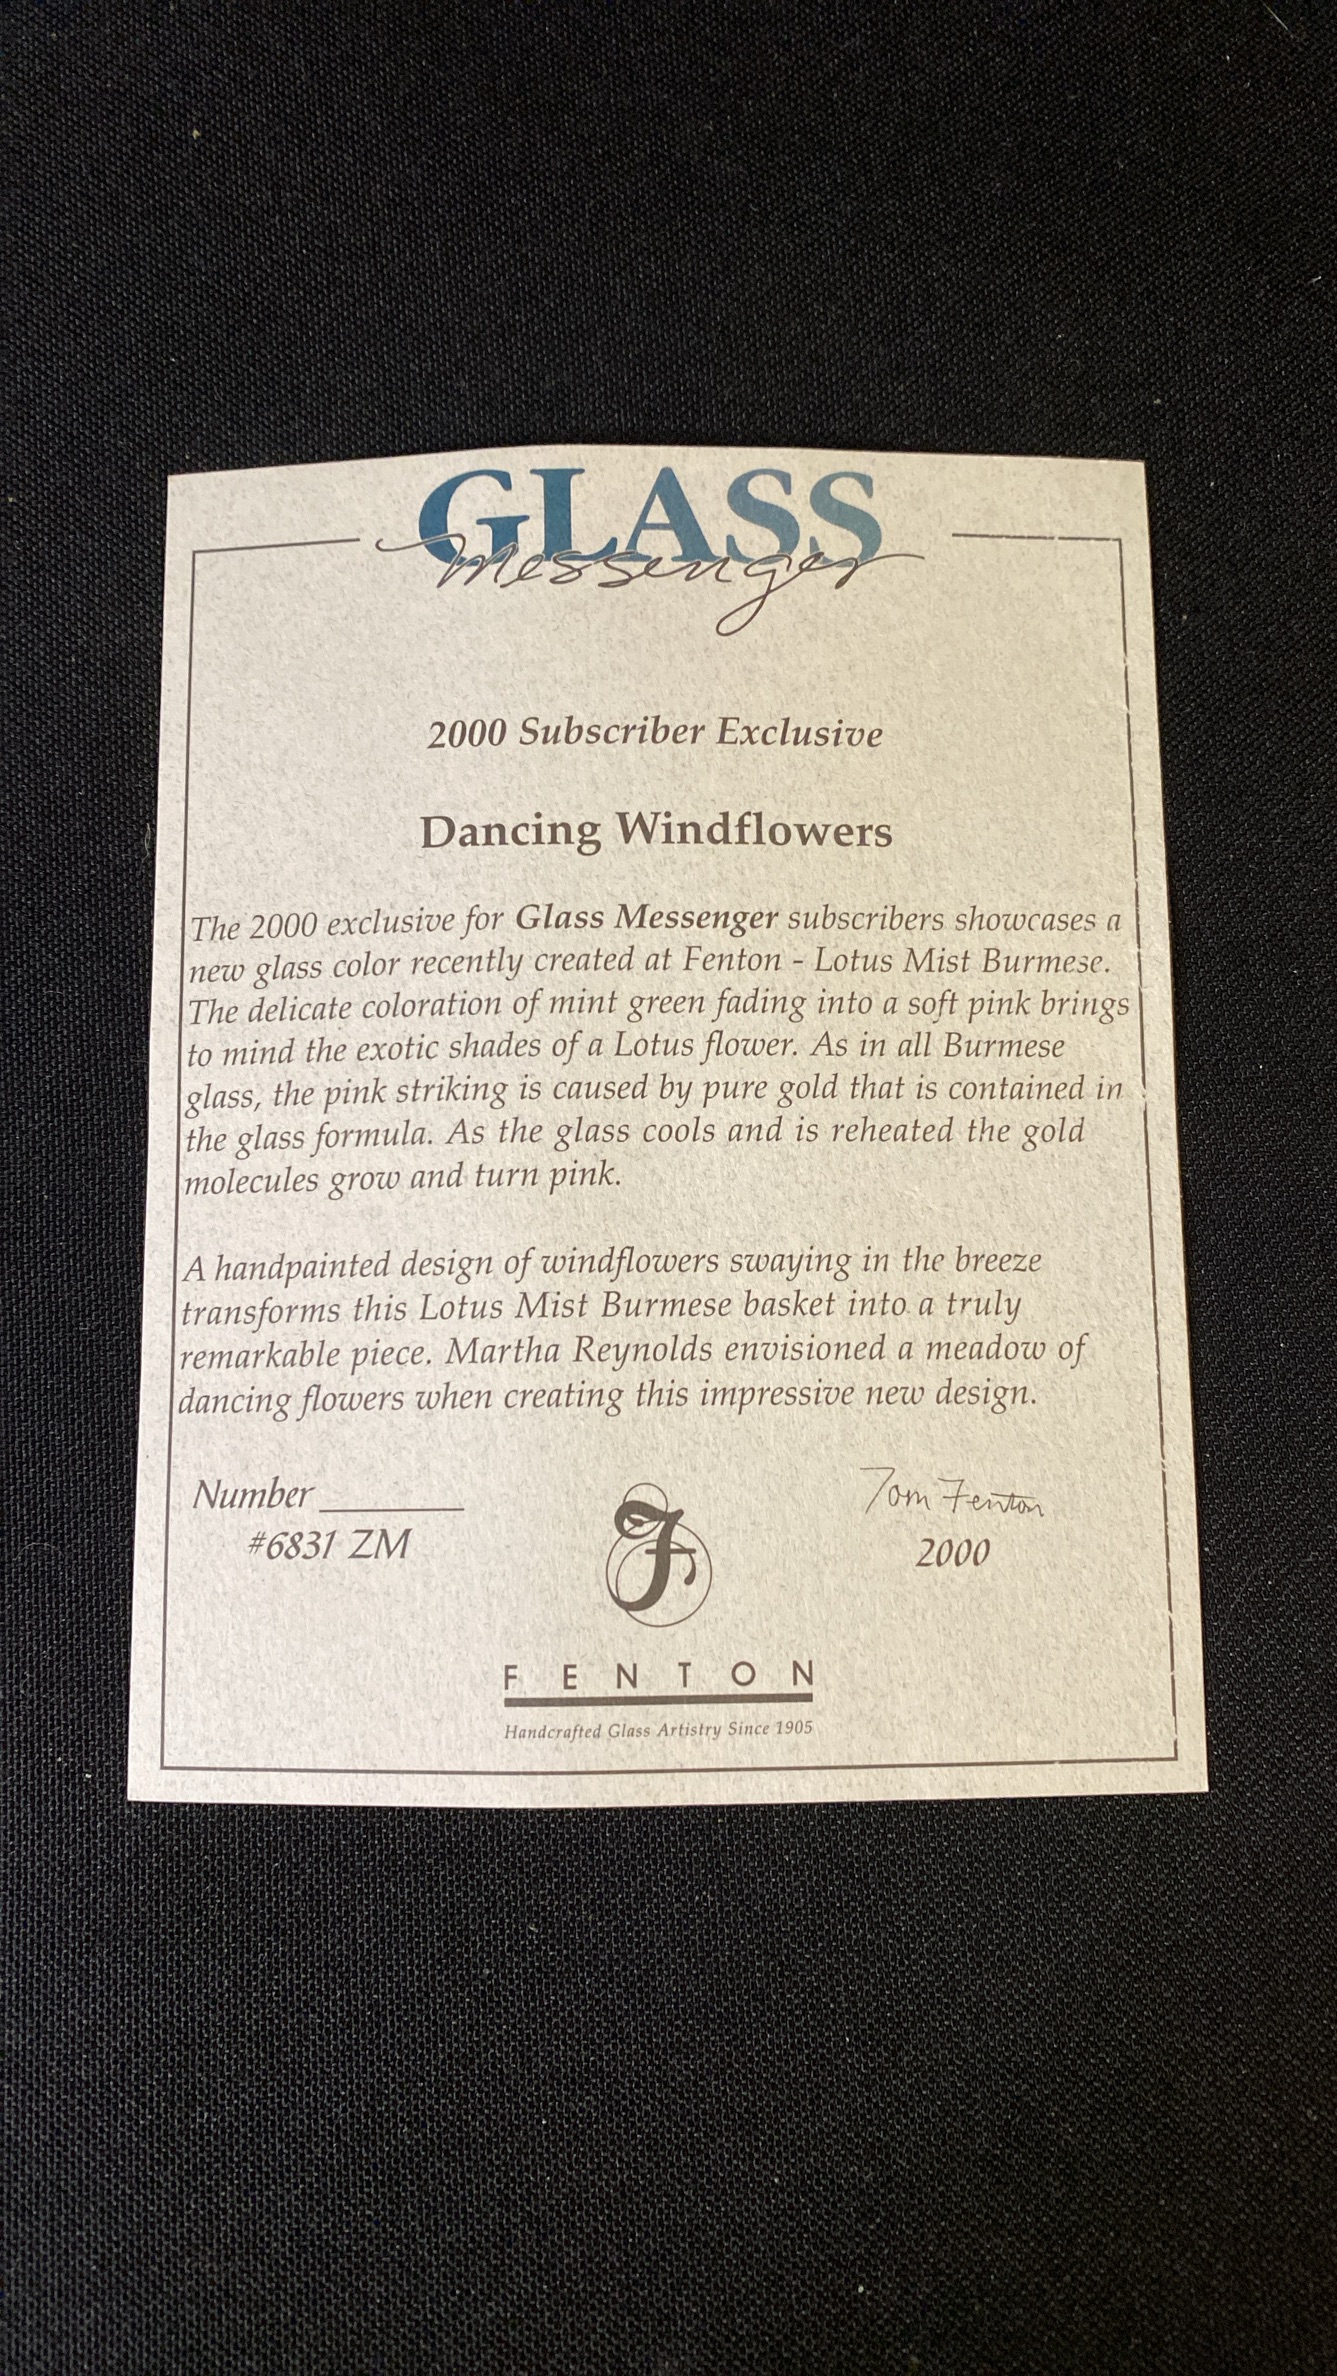 GLASS
Messenger
2000 Subscriber Exclusive
Dancing Windflowers
The 2000 exclusive for Glass Messenger subscribers showcases a
new glass color recently created at Fenton - Lotus Mist Burmese.
The delicate coloration of mint green fading into a soft pink brings
to mind the exotic shades of a Lotus flower. As in all Burmese
glass, the pink striking is caused by pure gold that is contained in
the glass formula. As the glass cools and is reheated the gold
molecules grow and turn pink.
A handpainted design of windflowers swaying in the breeze
transforms this Lotus Mist Burmese basket into a truly
remarkable piece. Martha Reynolds envisioned a meadow of
dancing flowers when creating this impressive new design.
Number
#6831 ZM
Tom Fenton
2000
F
FENTON
Handcrafted Glass Artistry Since 1905